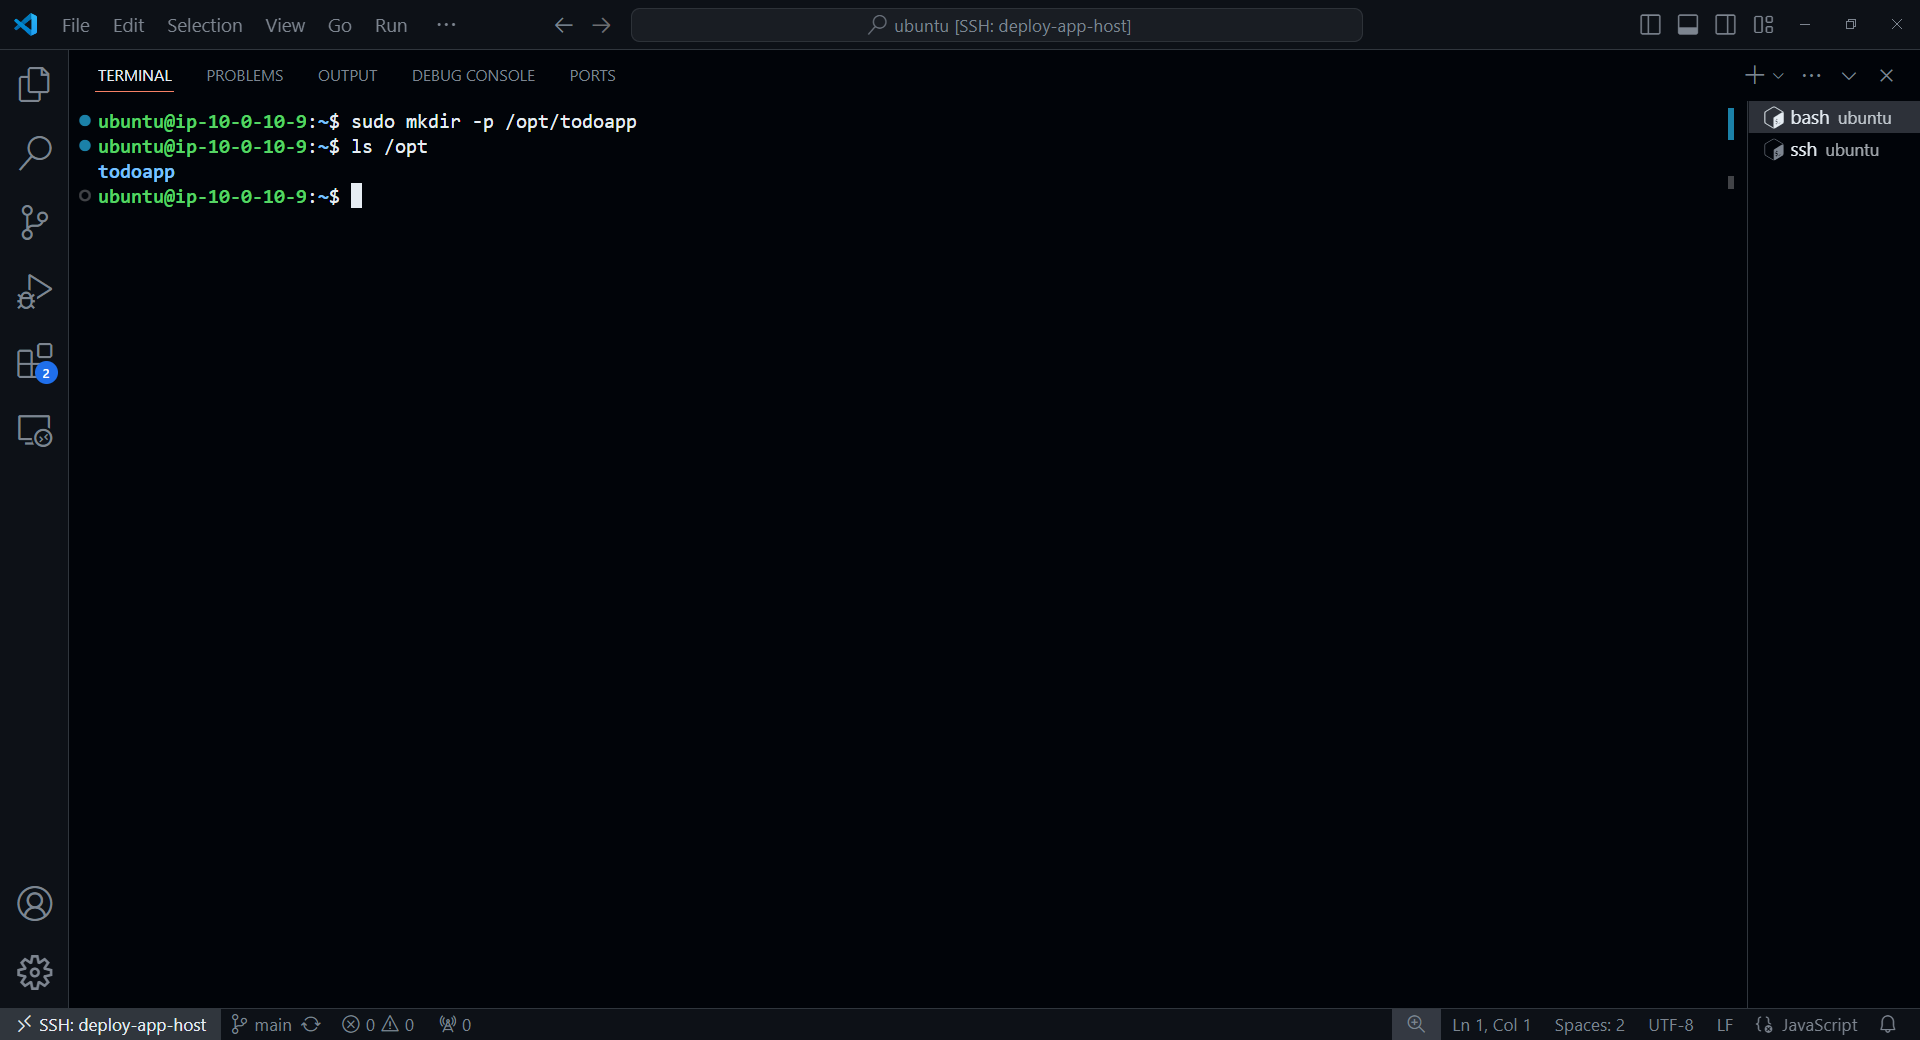 File Edit Selection View Go Run ···
ubuntu [SSH: deploy-app-host]
TERMINAL PROBLEMS OUTPUT DEBUG CONSOLE PORTS
ubuntu@ip-10-0-10-9:~$ sudo mkdir -p /opt/todoapp
ubuntu@ip-10-0-10-9:~$ ls /opt
todoapp
ubuntu@ip-10-0-10-9:~$
bash ubuntu
ssh ubuntu
2
SSH: deploy-app-host main 0 0 0 Ln 1, Col 1 Spaces: 2 UTF-8 LF JavaScript